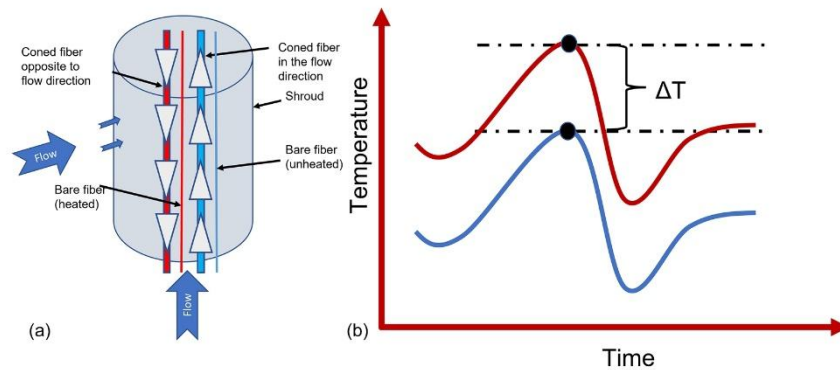 Coned fiber
opposite to
flow direction
Coned fiber
in the flow
direction
Shroud
Flow
Bare fiber
(unheated)
Bare fiber
(heated)
Flow
(a)
Temperature
ΔT
(b)
Time